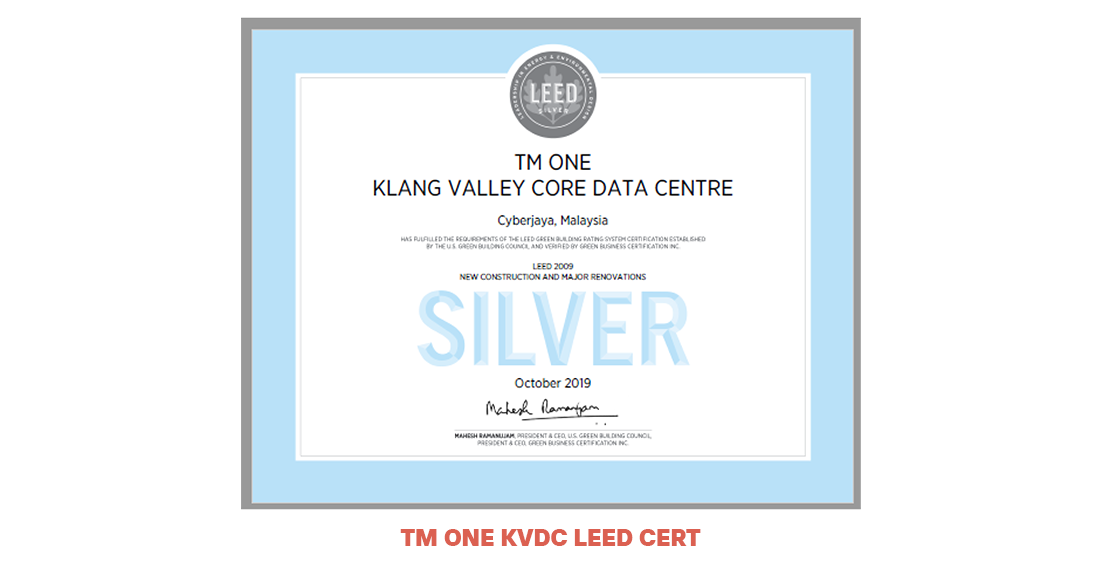 LEADERSHIP IN ENERGY & ENVIRONMENTAL DESIGN
LEED
SILVER
TM ONE
KLANG VALLEY CORE DATA CENTRE
Cyberjaya, Malaysia
HAS FULFILLED THE REQUIREMENTS OF THE LEED GREEN BUILDING RATING SYSTEM CERTIFICATION ESTABLISHED
BY THE U.S. GREEN BUILDING COUNCIL AND VERIFIED BY GREEN BUSINESS CERTIFICATION INC.
LEED 2009
NEW CONSTRUCTION AND MAJOR RENOVATIONS
SILVER
October 2019
Mahesh Ramanujam
MAHESH RAMANUJAM, PRESIDENT & CEO, U.S. GREEN BUILDING COUNCIL,
PRESIDENT & CEO, GREEN BUSINESS CERTIFICATION INC.
TM ONE KVDC LEED CERT